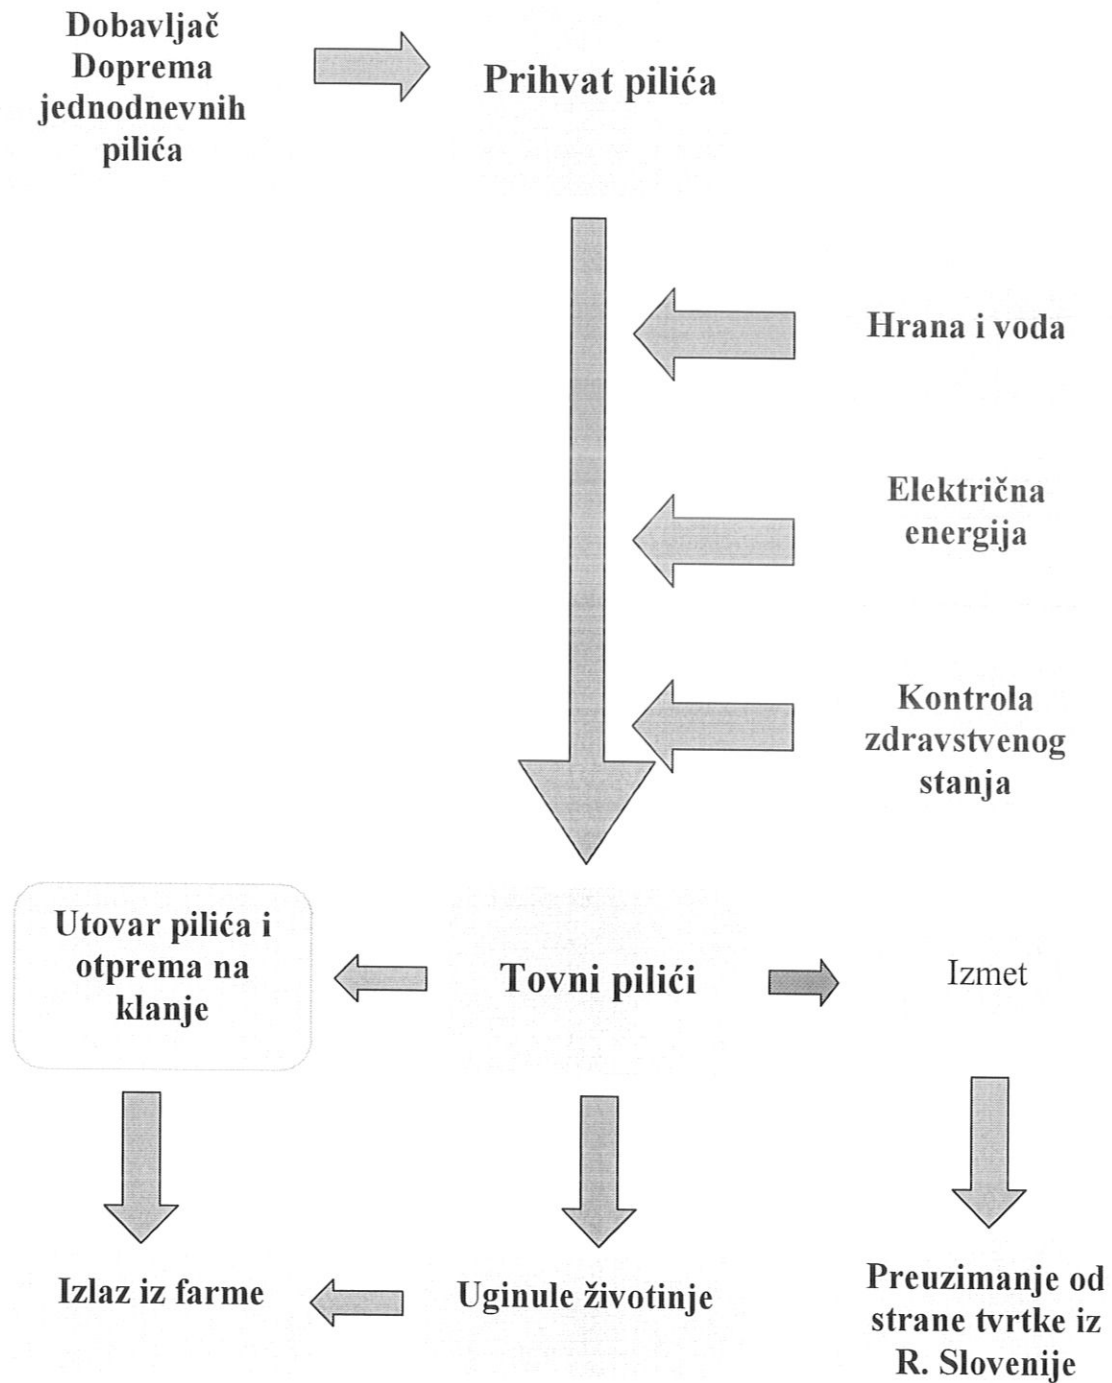 Dobavljač
Doprema
jednodnevnih
pilića
Prihvat pilića
Hrana i voda
Električna
energija
Kontrola
zdravstvenog
stanja
Utovar pilića i
otprema na
klanje
Tovni pilići
Izmet
Izlaz iz farme
Uginule životinje
Preuzimanje od
strane tvrtke iz
R. Slovenije